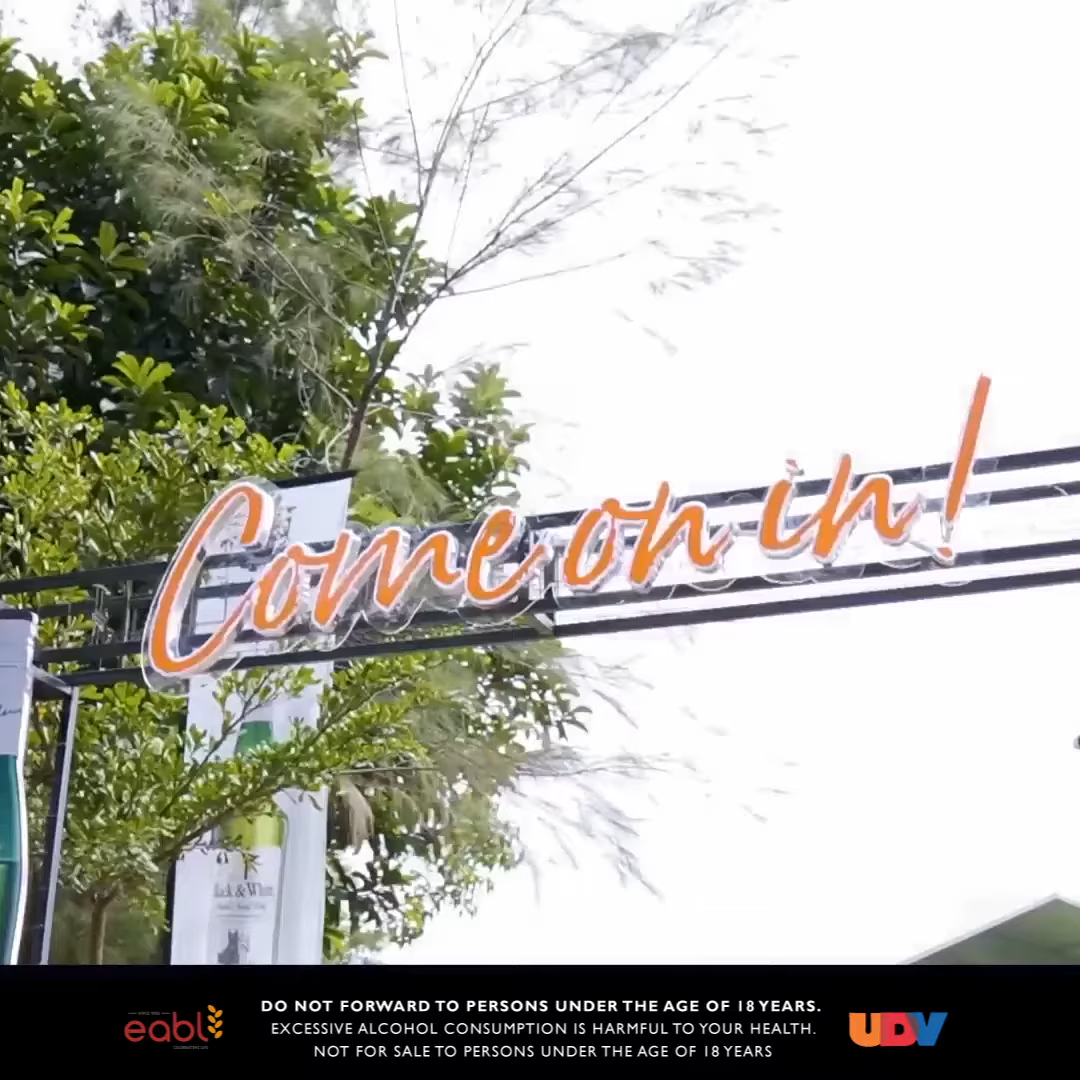 Come on in!
Black & White
eabl
DO NOT FORWARD TO PERSONS UNDER THE AGE OF 18 YEARS.
EXCESSIVE ALCOHOL CONSUMPTION IS HARMFUL TO YOUR HEALTH.
NOT FOR SALE TO PERSONS UNDER THE AGE OF 18 YEARS
UDV